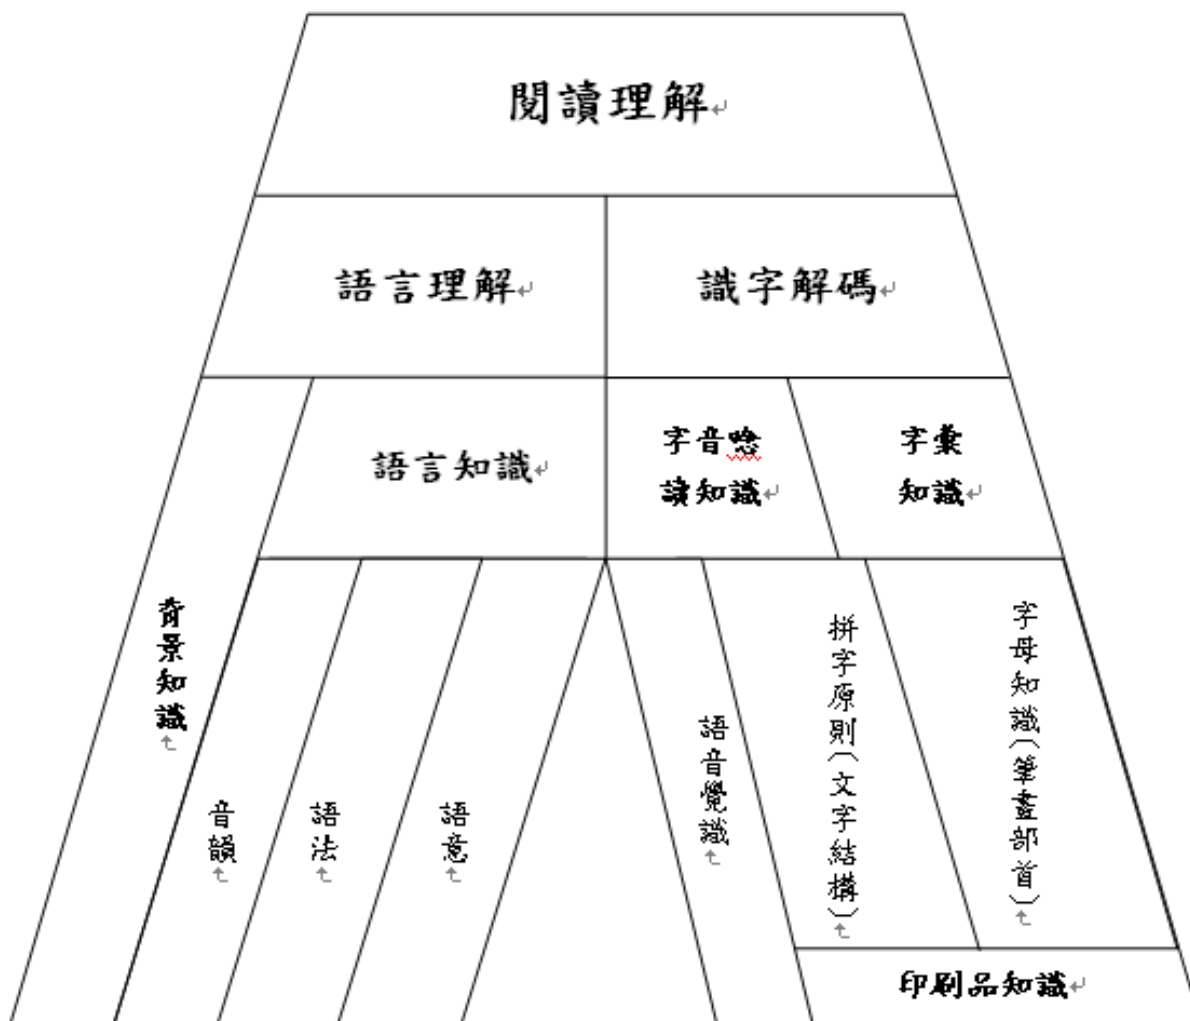 閱讀理解
語言理解
識字解碼
語言知識
字音唸
讀知識
字彙
知識
背景知識
音韻
語法
語意
語音覺識
拼字原則(文字結構)
字母知識(筆畫部首)
印刷品知識